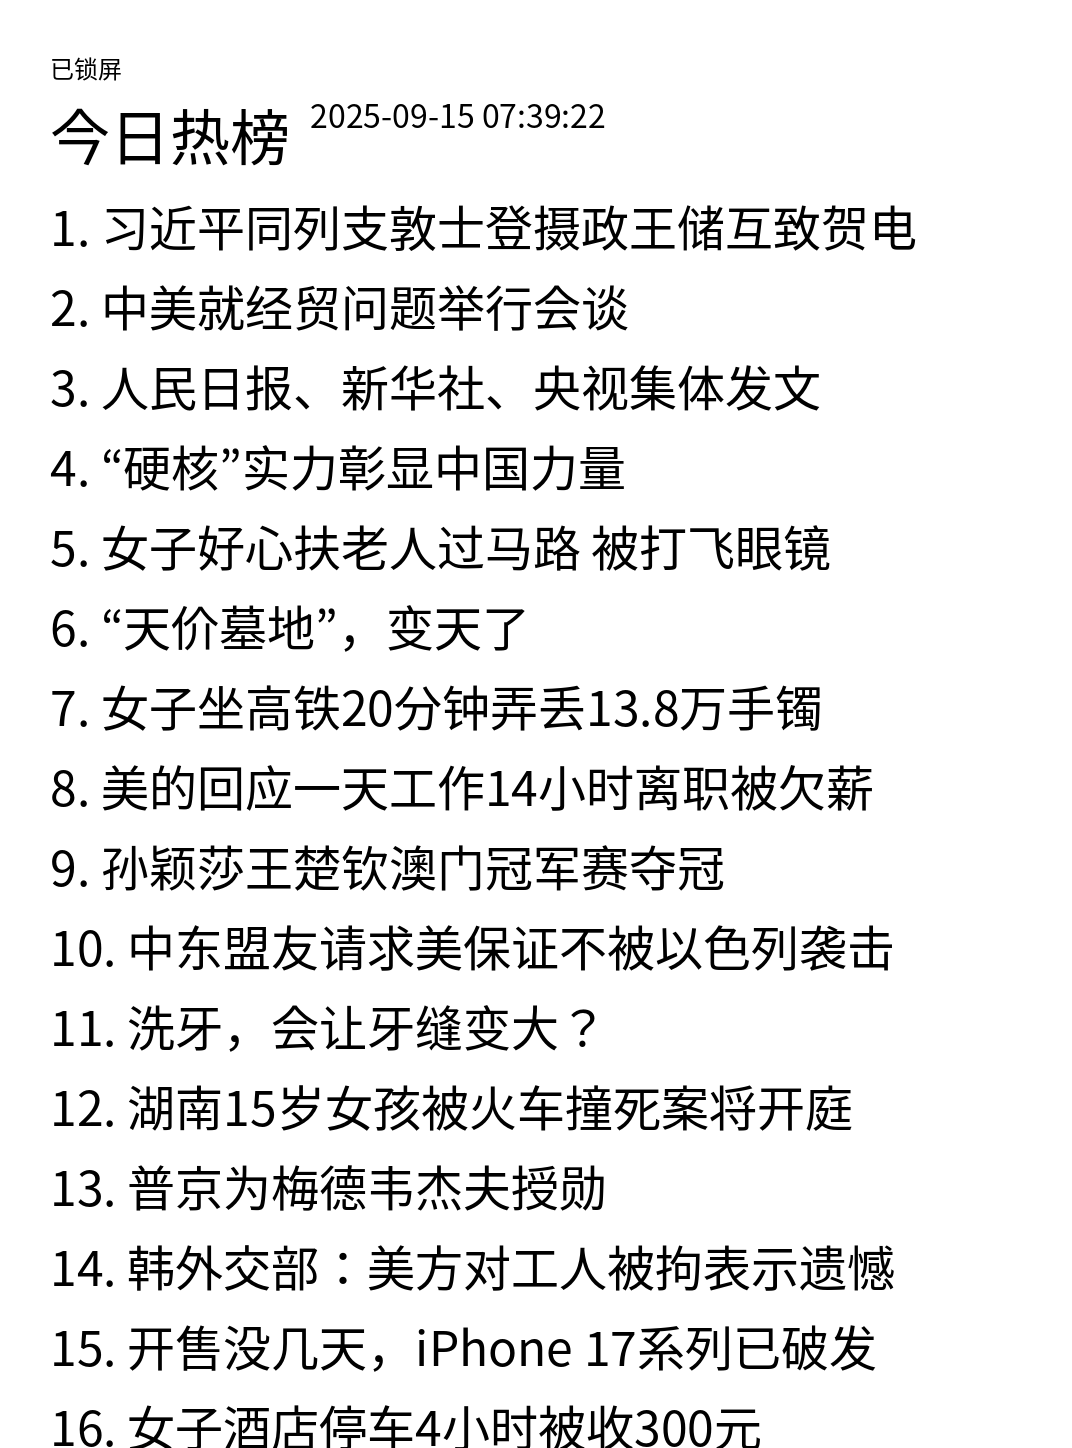 已锁屏
今日热榜 2025-09-15 07:39:22
1. 习近平同列支敦士登摄政王储互致贺电
2. 中美就经贸问题举行会谈
3. 人民日报、新华社、央视集体发文
4. “硬核”实力彰显中国力量
5. 女子好心扶老人过马路 被打飞眼镜
6. “天价墓地”，变天了
7. 女子坐高铁20分钟弄丢13.8万手镯
8. 美的回应一天工作14小时离职被欠薪
9. 孙颖莎王楚钦澳门冠军赛夺冠
10. 中东盟友请求美保证不被以色列袭击
11. 洗牙，会让牙缝变大？
12. 湖南15岁女孩被火车撞死案将开庭
13. 普京为梅德韦杰夫授勋
14. 韩外交部：美方对工人被拘表示遗憾
15. 开售没几天，iPhone 17系列已破发
16. 女子酒店停车4小时被收300元